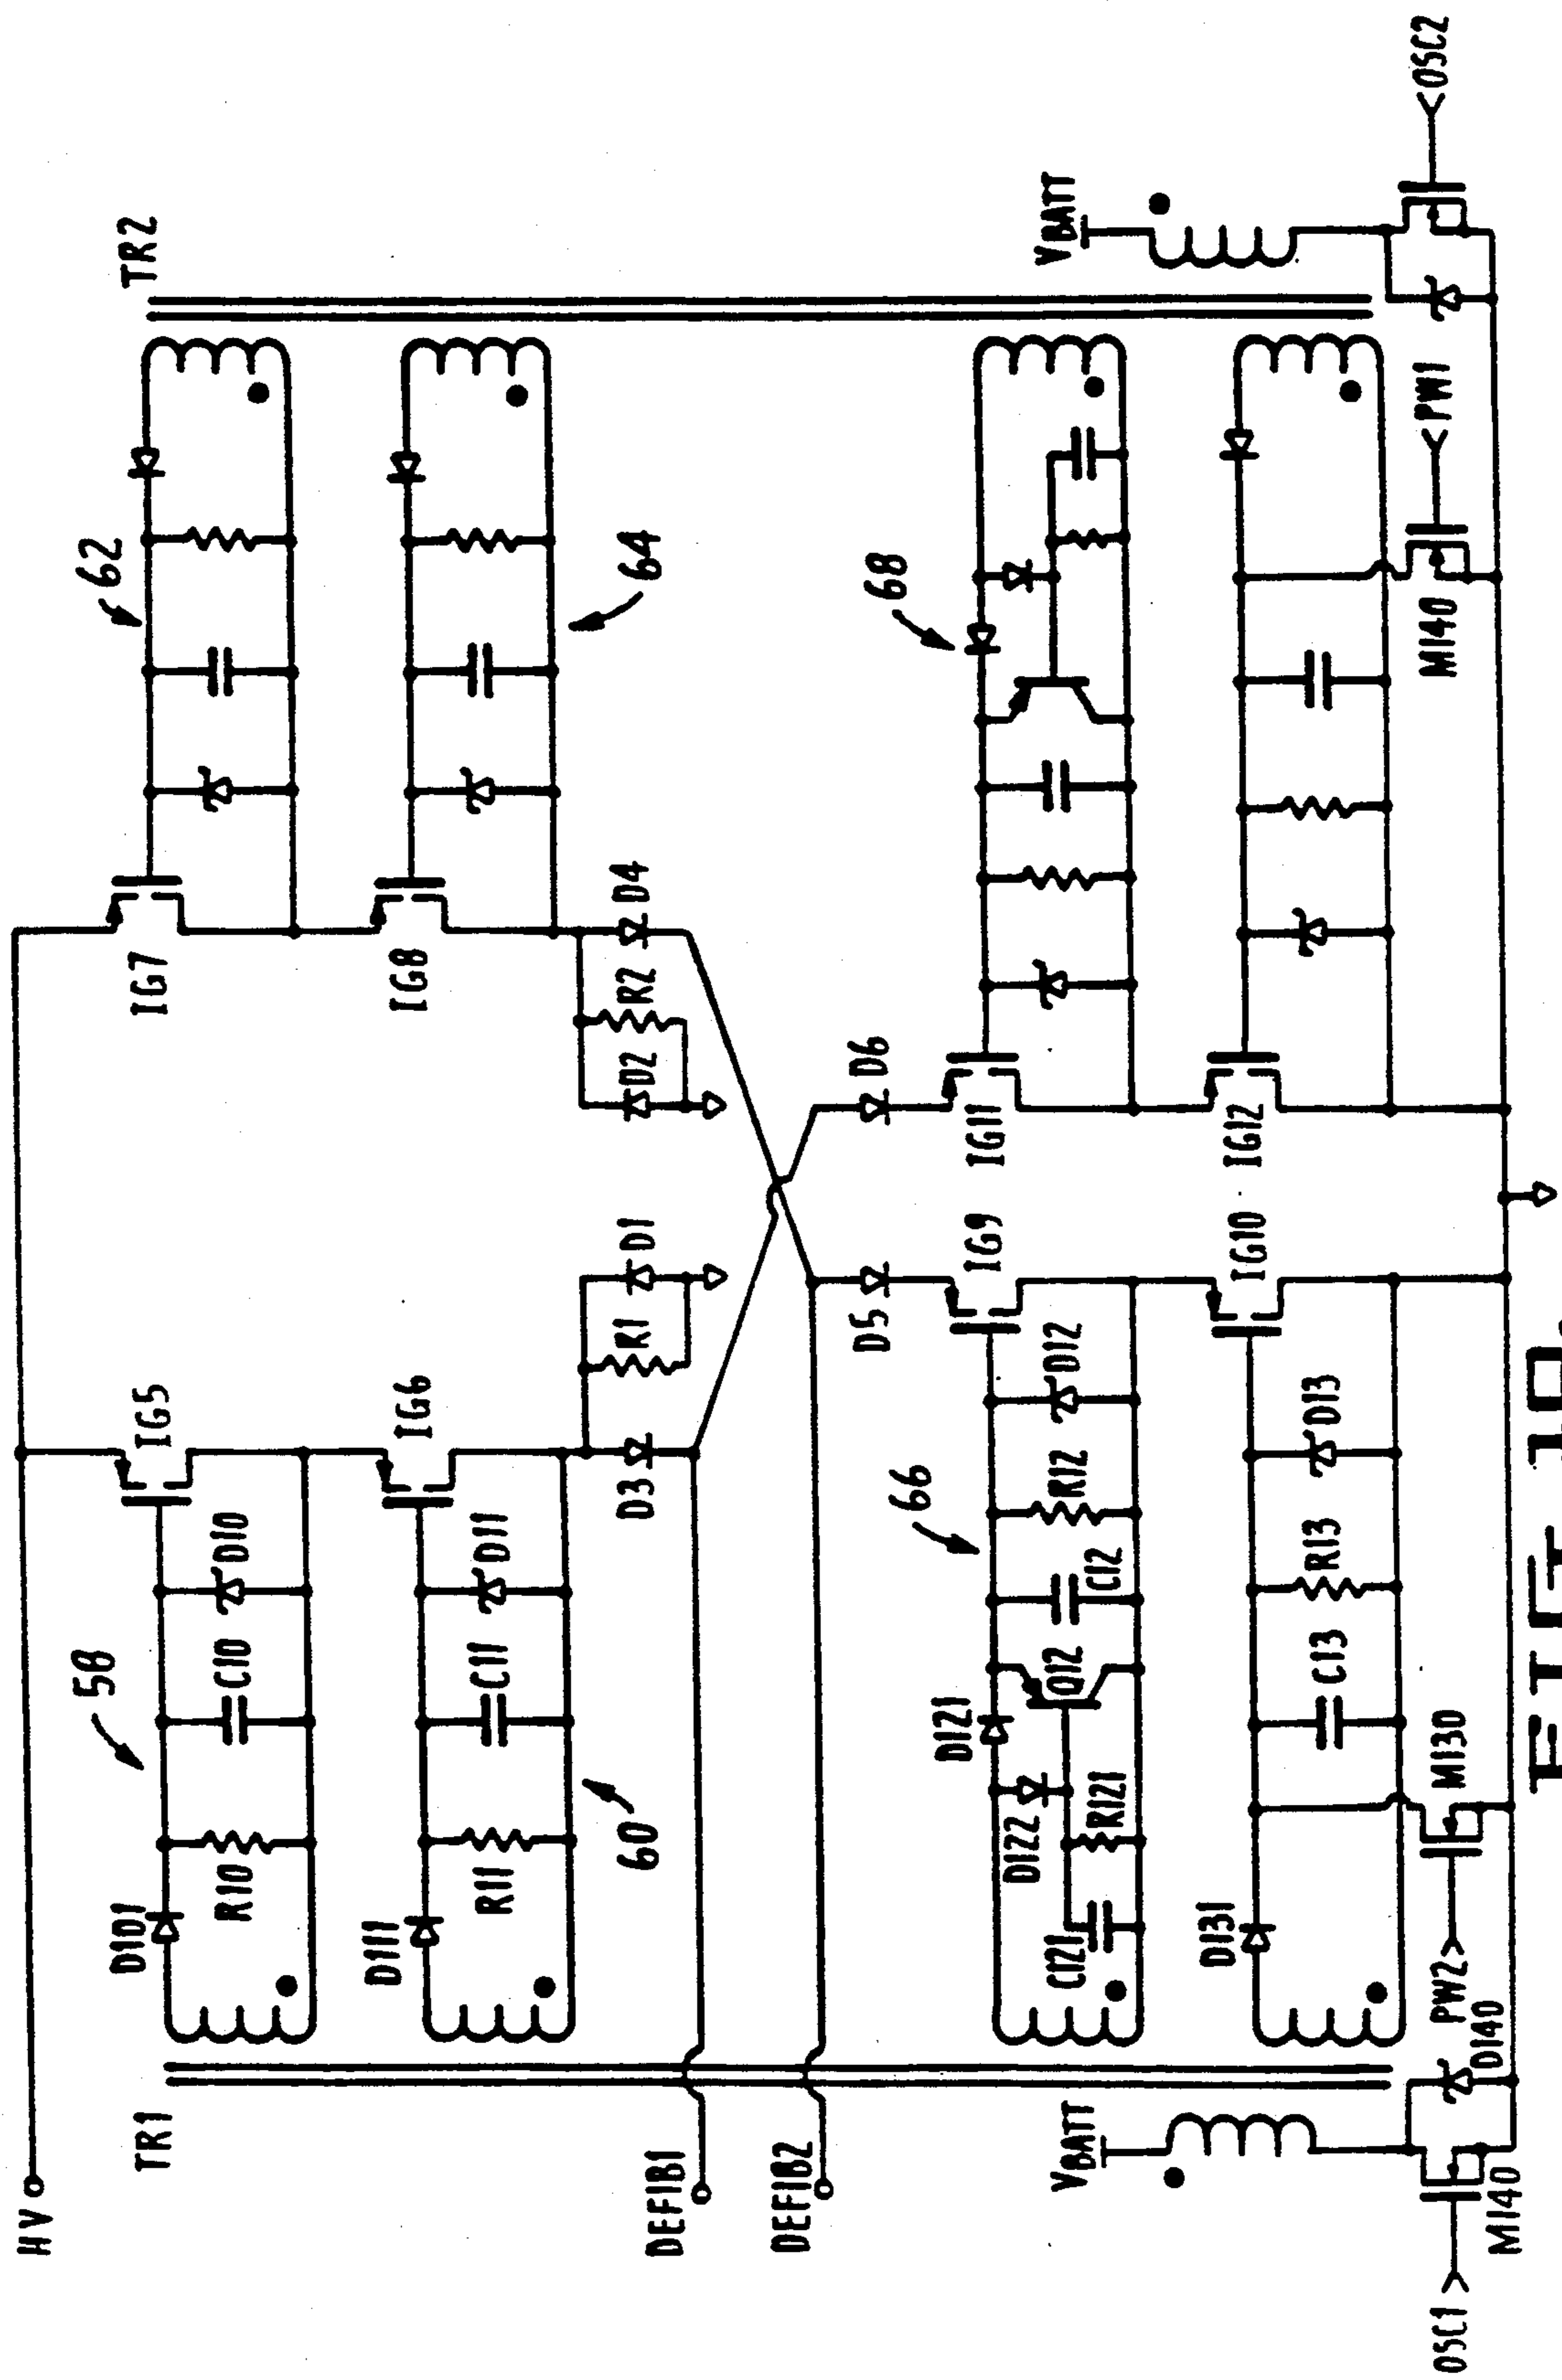 HV
TR1
TR2
58
62
D101
R10
C10
D10
IG5
IG7
D111
R11
C11
D11
IG6
IG8
60
64
D3
R1
D1
D2
R2
D4
DEFIB1
DEFIB2
D5
D6
66
68
D121
D122
C121
R121
Q12
C12
R12
D12
IG9
IG11
D131
C13
R13
D13
IG10
IG12
VBATT
VBATT
OSC1
M140
D140
PW2
M130
M140
PW1
OSC2